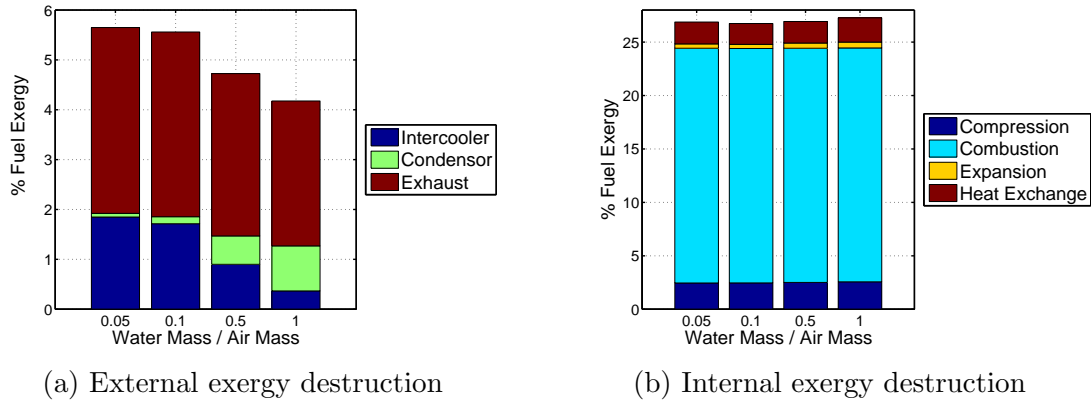 % Fuel Exergy
6
5
4
3
2
1
0
0.05 0.1 0.5 1
Water Mass / Air Mass
Intercooler
Condensor
Exhaust
(a) External exergy destruction
% Fuel Exergy
25
20
15
10
5
0
0.05 0.1 0.5 1
Water Mass / Air Mass
Compression
Combustion
Expansion
Heat Exchange
(b) Internal exergy destruction